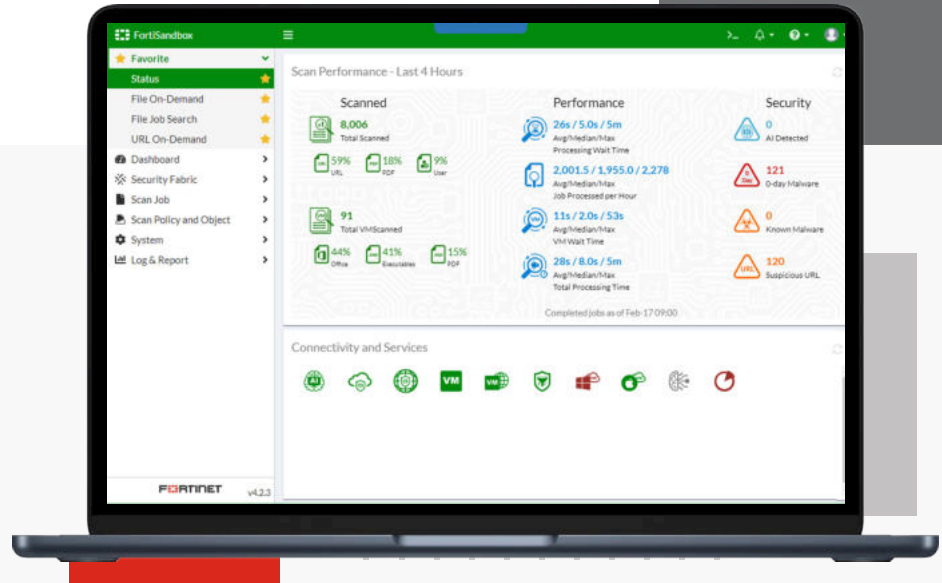 FortiSandbox
Favorite
Status
File On-Demand
File Job Search
URL On-Demand
Dashboard
Security Fabric
Scan Job
Scan Policy and Object
System
Log & Report
FORTINET
v4.2.3
Scan Performance - Last 4 Hours
Scanned
8,006
Total Scanned
59%
URL
18%
PDF
9%
User
91
Total VM Scanned
44%
Office
41%
Executables
15%
PDF
Performance
26s / 5.0s / 5m
Avg/Median/Max
Processing Wait Time
2,001.5 / 1,955.0 / 2,278
Avg/Median/Max
Job Processed per Hour
11s / 2.0s / 53s
Avg/Median/Max
VM Wait Time
28s / 8.0s / 5m
Avg/Median/Max
Total Processing Time
Security
0
AI Detected
0
Day
121
0-day Malware
0
Known Malware
URL
120
Suspicious URL
Completed jobs as of Feb-17 09:00
Connectivity and Services
AI
VM
VM